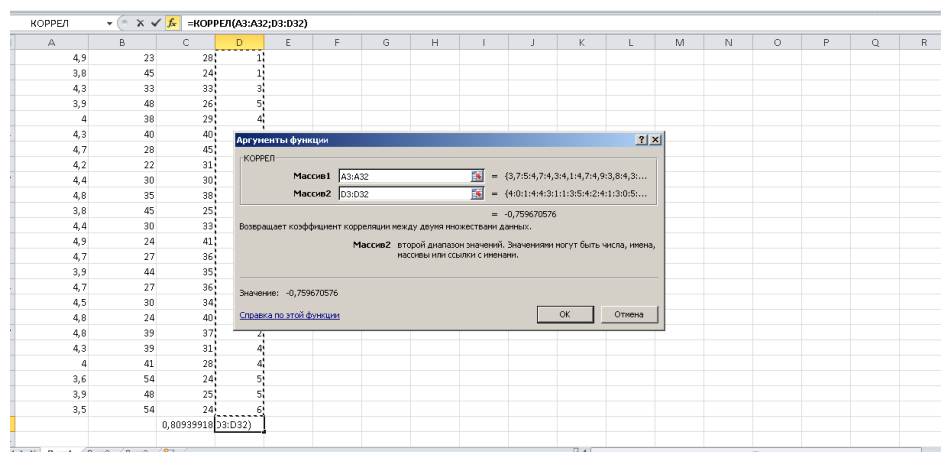 КОРРЕЛ =КОРРЕЛ(A3:A32;D3:D32)
A B C D E F G H I J K L M N O P Q R
4,9 23 28 1
3,8 45 24 1
4,3 33 33 3
3,9 48 26 5
4 38 29 4
4,3 40 40
4,7 28 45
4,2 22 31
4,4 30 30
4,8 35 38
3,8 45 25
4,4 30 33
4,9 24 41
4,7 27 36
3,9 44 35
4,7 27 36
4,5 30 34
4,8 24 40
4,8 39 37 2
4,3 39 31 4
4 41 28 4
3,6 54 24 5
3,9 48 25 5
3,5 54 24 6
0,80939918 D3:D32)
Аргументы функции
КОРРЕЛ
Массив1 A3:A32 = {3,7:5:4,7:4,3:4,1:4,7:4,9:3,8:4,3:...
Массив2 D3:D32 = {4:0:1:4:4:3:1:1:3:5:4:2:4:1:3:0:5:...
= -0,759670576
Возвращает коэффициент корреляции между двумя множествами данных.
Массив2 второй диапазон значений. Значениями могут быть числа, имена,
массивы или ссылки с именами.
Значение: -0,759670576
Справка по этой функции ОК Отмена